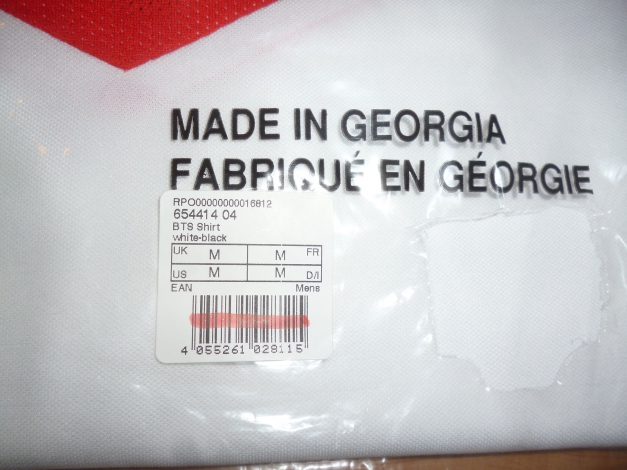 MADE IN GEORGIA
FABRIQUÉ EN GÉORGIE
RPO00000000016812
654414 04
BTS Shirt
white-black
UK M M FR
US M M D/I
EAN Mens
4 055261 028115